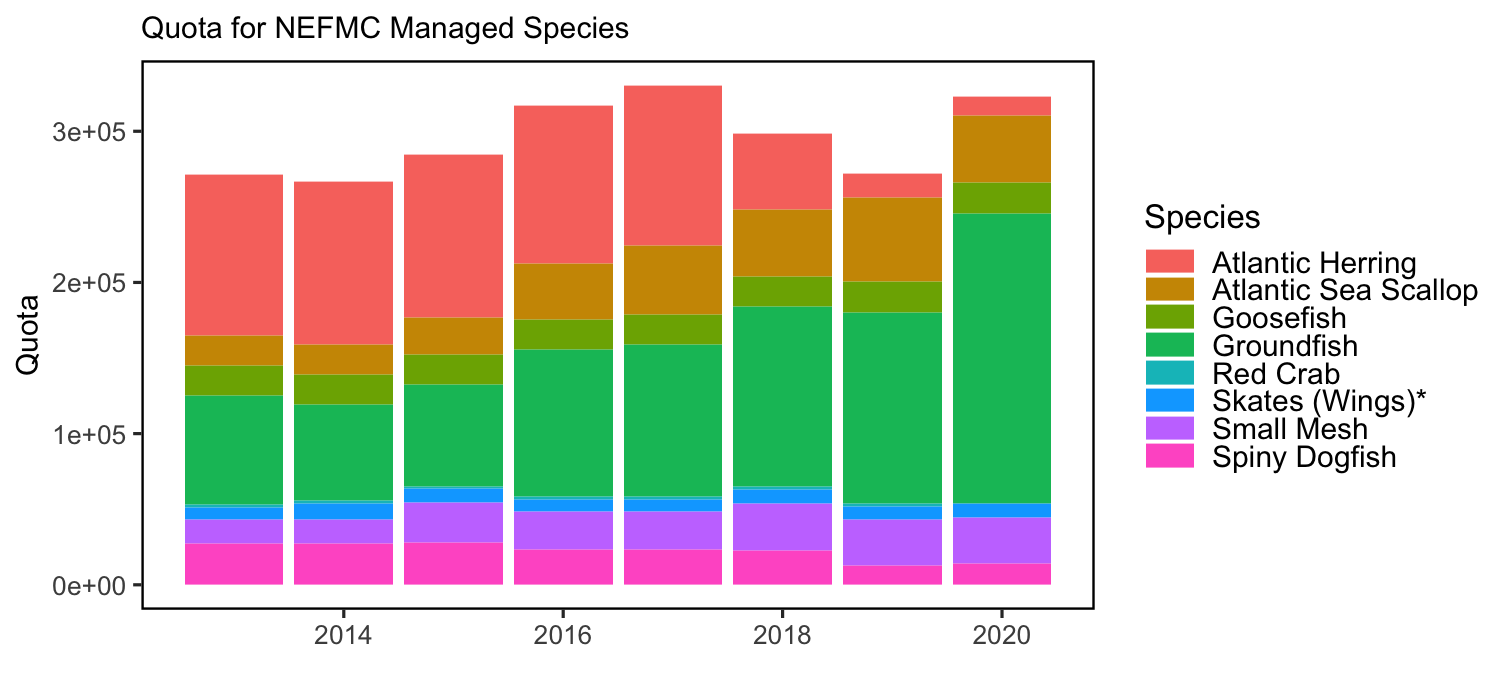 Quota for NEFMC Managed Species
Quota
3e+05
2e+05
1e+05
0e+00
2014
2016
2018
2020
Species
Atlantic Herring
Atlantic Sea Scallop
Goosefish
Groundfish
Red Crab
Skates (Wings)*
Small Mesh
Spiny Dogfish